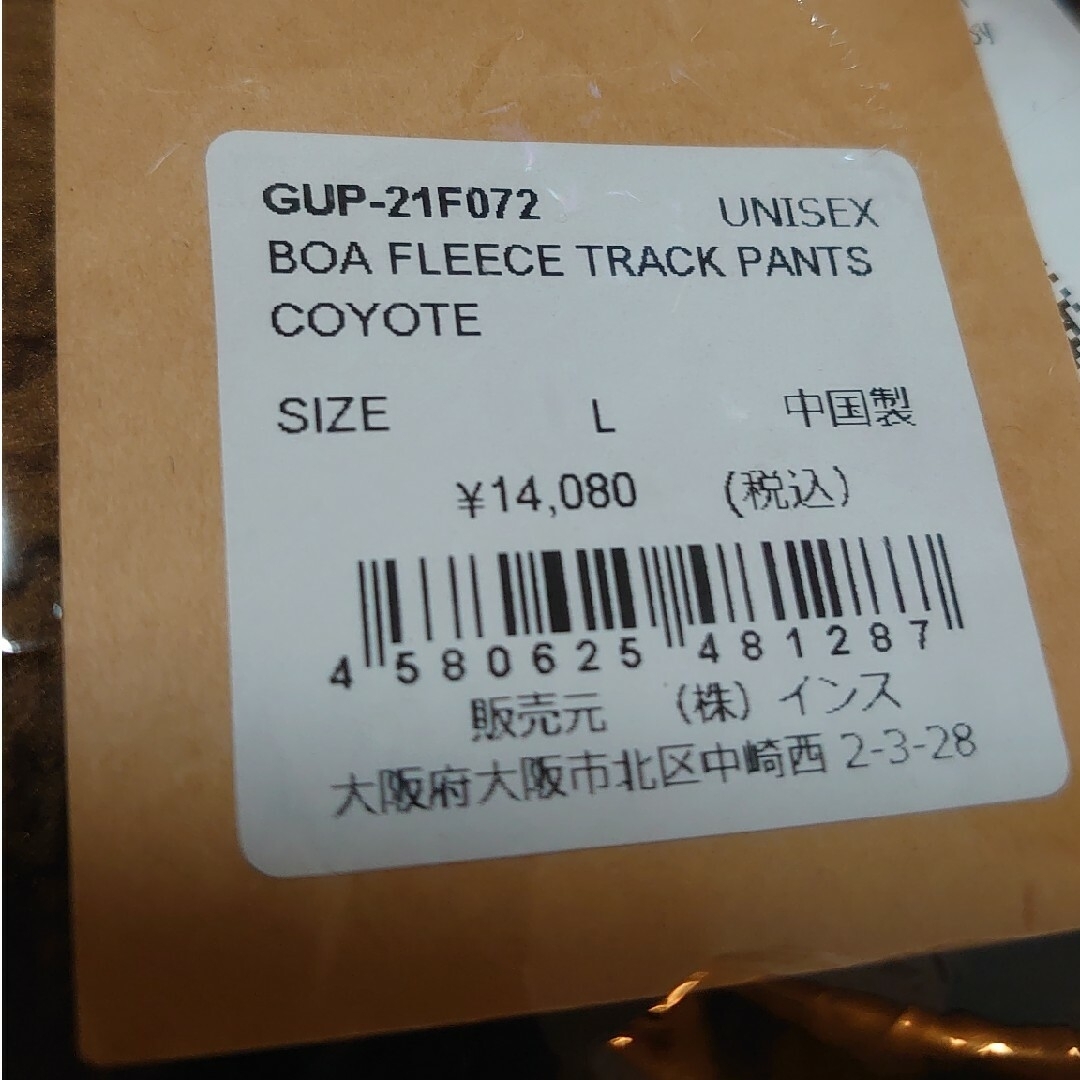 GUP-21F072 UNISEX
BOA FLEECE TRACK PANTS
COYOTE
SIZE L 中国製
¥14,080 (税込)
4 580625 481287
販売元 (株) インス
大阪府大阪市北区中崎西 2-3-28